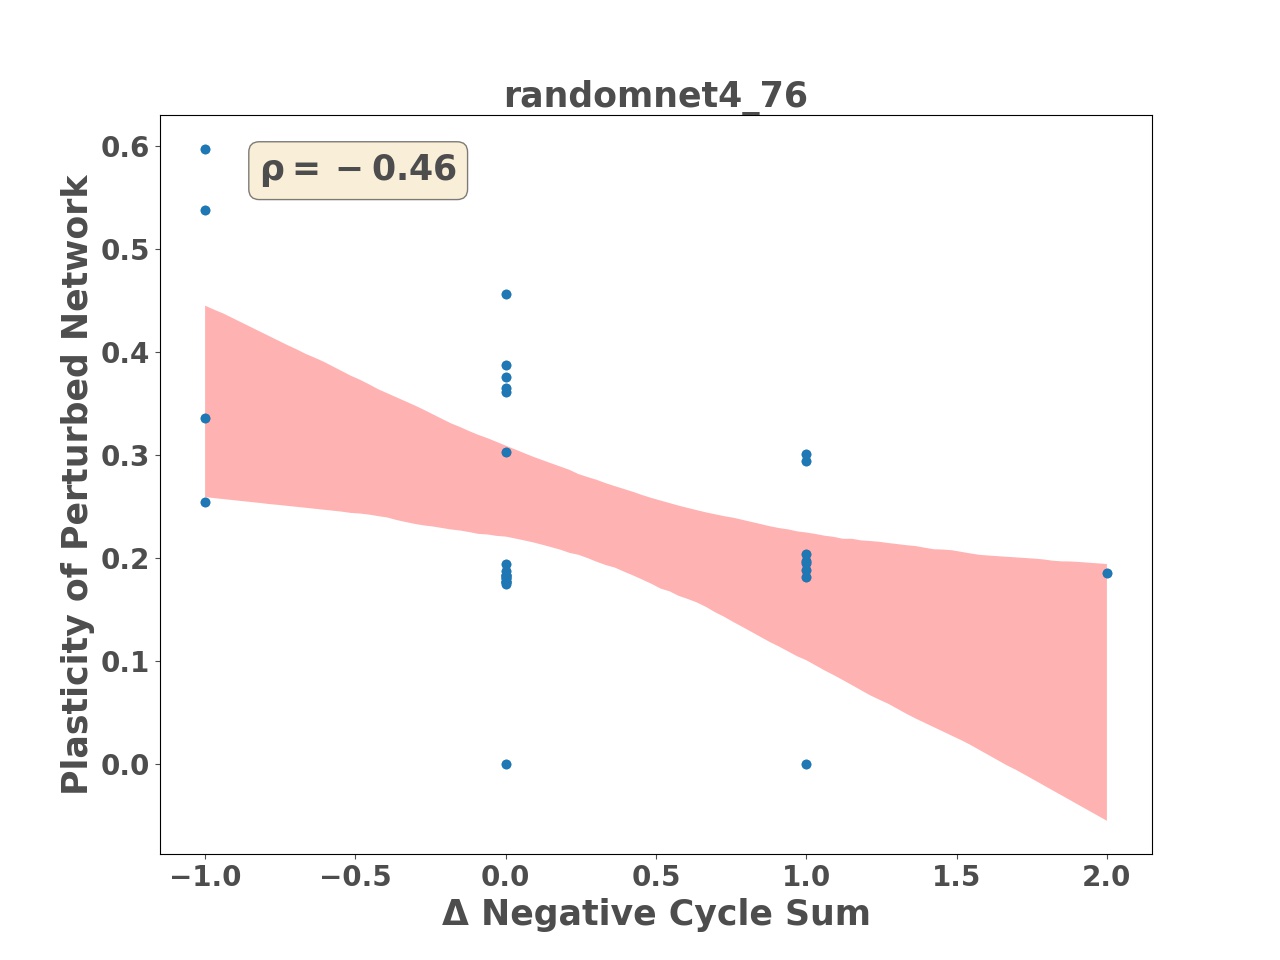 randomnet4_76
ρ = − 0.46
Plasticity of Perturbed Network
0.6
0.5
0.4
0.3
0.2
0.1
0.0
−1.0 −0.5 0.0 0.5 1.0 1.5 2.0
Δ Negative Cycle Sum